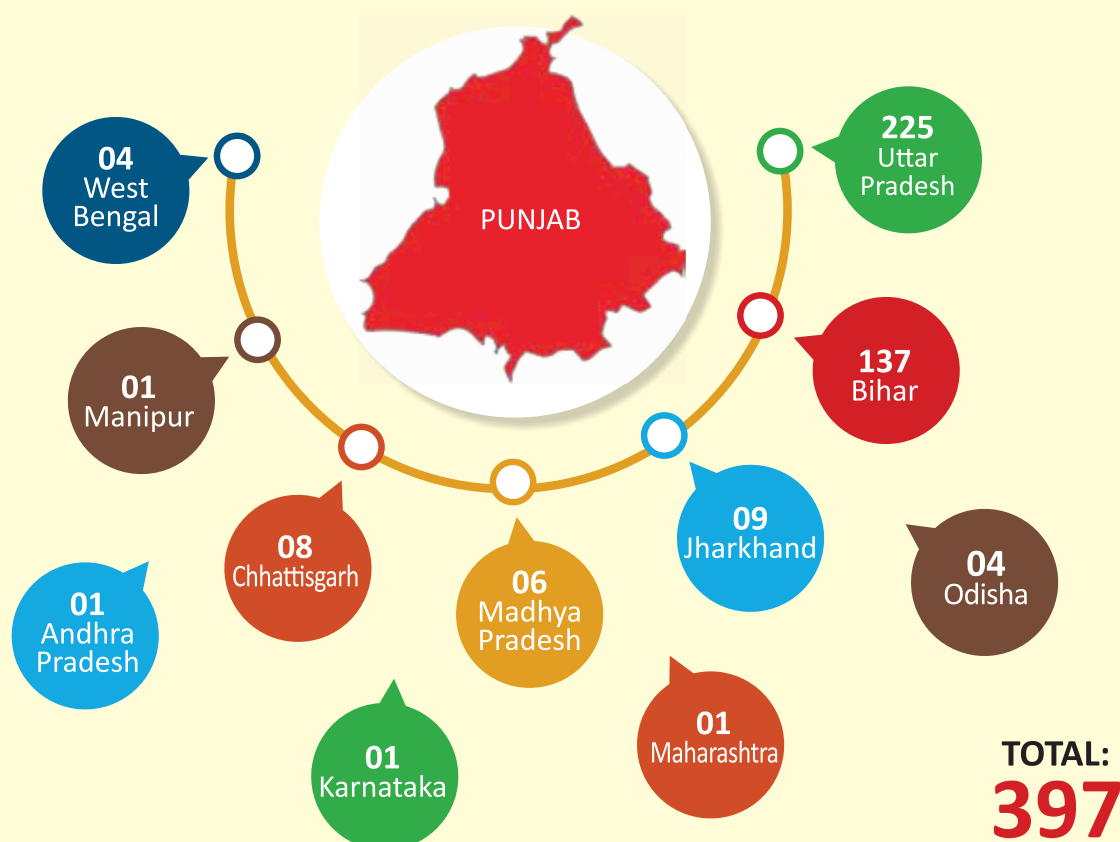 PUNJAB
04
West
Bengal
225
Uttar
Pradesh
01
Manipur
137
Bihar
08
Chhattisgarh
06
Madhya
Pradesh
09
Jharkhand
04
Odisha
01
Andhra
Pradesh
01
Karnataka
01
Maharashtra
TOTAL:
397